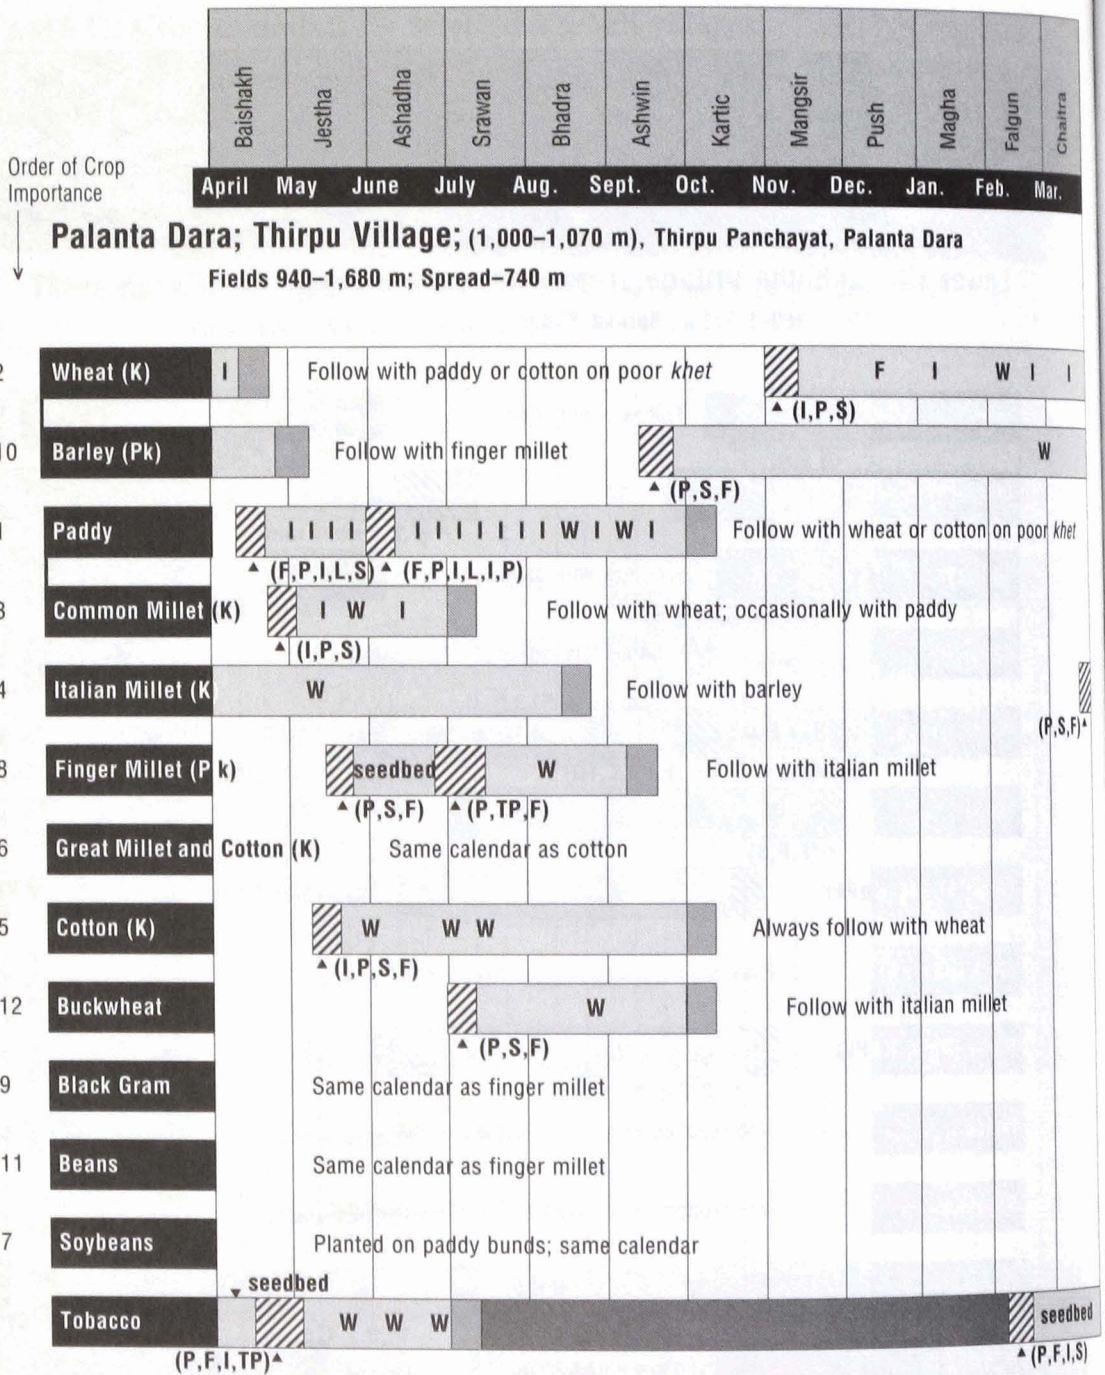 Baishakh Jestha Ashadha Srawan Bhadra Ashwin Kartic Mangsir Push Magha Falgun Chaitra
Order of Crop
Importance
April May June July Aug. Sept. Oct. Nov. Dec. Jan. Feb. Mar.
Palanta Dara; Thirpu Village; (1,000–1,070 m), Thirpu Panchayat, Palanta Dara
Fields 940–1,680 m; Spread–740 m
2 Wheat (K) I Follow with paddy or cotton on poor khet F I W I I
(I,P,S)
10 Barley (Pk) Follow with finger millet W
(P,S,F)
1 Paddy I I I I I I I I I I I W I W I Follow with wheat or cotton on poor khet
(F,P,I,L,S) (F,P,I,L,I,P)
3 Common Millet (K) I W I Follow with wheat; occasionally with paddy
(I,P,S)
4 Italian Millet (K) W Follow with barley
(P,S,F)
8 Finger Millet (Pk) seedbed W Follow with italian millet
(P,S,F) (P,TP,F)
6 Great Millet and Cotton (K) Same calendar as cotton
5 Cotton (K) W W W Always follow with wheat
(I,P,S,F)
12 Buckwheat W Follow with italian millet
(P,S,F)
9 Black Gram Same calendar as finger millet
11 Beans Same calendar as finger millet
7 Soybeans Planted on paddy bunds; same calendar
seedbed
Tobacco W W W seedbed
(P,F,I,TP) (P,F,I,S)